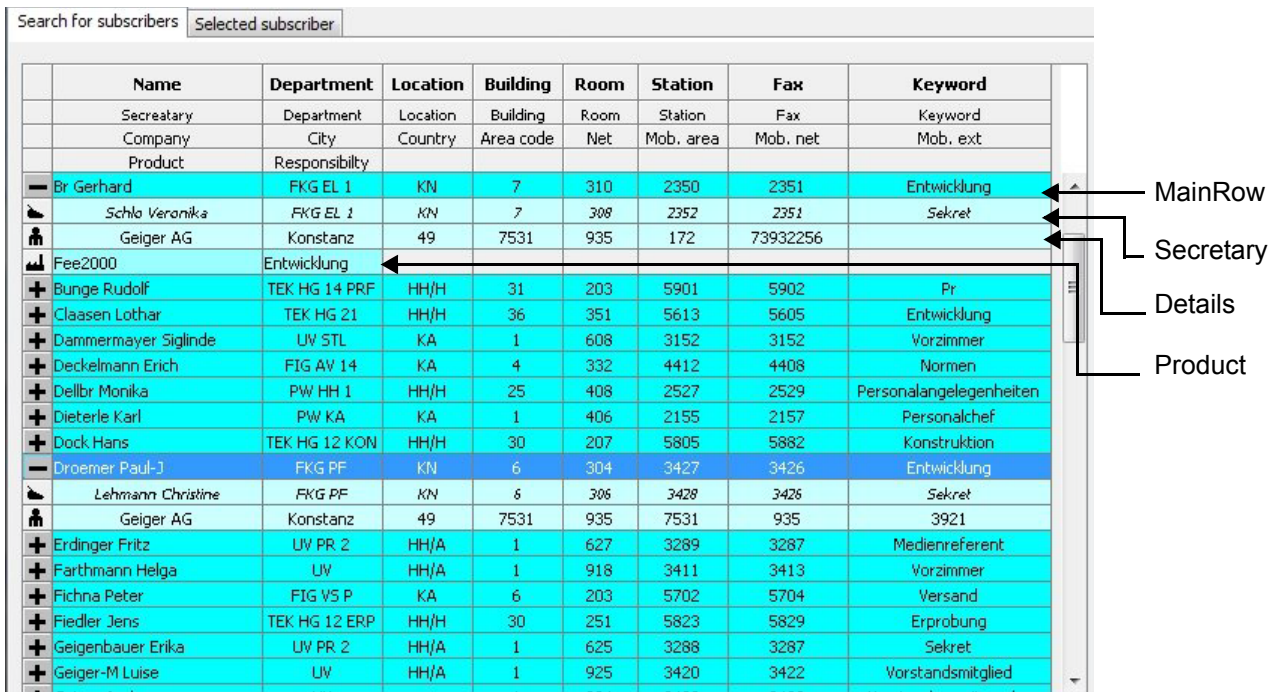 Search for subscribers Selected subscriber
Name Department Location Building Room Station Fax Keyword
Secreatary Department Location Building Room Station Fax Keyword
Company City Country Area code Net Mob. area Mob. net Mob. ext
Product Responsibilty
Br Gerhard FKG EL 1 KN 7 310 2350 2351 Entwicklung MainRow
Schla Veronika FKG EL 1 KN 7 308 2352 2351 Sekret Secretary
Geiger AG Konstanz 49 7531 935 172 73932256 Details
Fee2000 Entwicklung Product
Bunge Rudolf TEK HG 14 PRF HH/H 31 203 5901 5902 Pr
Claasen Lothar TEK HG 21 HH/H 36 351 5613 5605 Entwicklung
Dammermayer Siglinde UV STL KA 1 608 3152 3152 Vorzimmer
Deckelmann Erich FIG AV 14 KA 4 332 4412 4408 Normen
Dellbr Monika PW HH 1 HH/H 25 408 2527 2529 Personalangelegenheiten
Dieterle Karl PW KA KA 1 406 2155 2157 Personalchef
Dock Hans TEK HG 12 KON HH/H 30 207 5805 5882 Konstruktion
Droemer Paul-J FKG PF KN 6 304 3427 3426 Entwicklung
Lehmann Christine FKG PF KN 6 306 3428 3426 Sekret
Geiger AG Konstanz 49 7531 935 7531 935 3921
Erdinger Fritz UV PR 2 HH/A 1 627 3289 3287 Medienreferent
Farthmann Helga UV HH/A 1 918 3411 3413 Vorzimmer
Fichna Peter FIG VS P KA 6 203 5702 5704 Versand
Fiedler Jens TEK HG 12 ERP HH/H 30 251 5823 5829 Erprobung
Geigenbauer Erika UV PR 2 HH/A 1 625 3288 3287 Sekret
Geiger-M Luise UV HH/A 1 925 3420 3422 Vorstandsmitglied